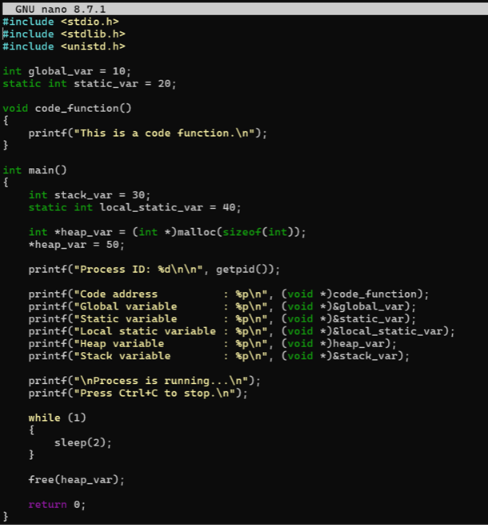 GNU nano 8.7.1
#include <stdio.h>
#include <stdlib.h>
#include <unistd.h>

int global_var = 10;
static int static_var = 20;

void code_function()
{
    printf("This is a code function.\n");
}

int main()
{
    int stack_var = 30;
    static int local_static_var = 40;

    int *heap_var = (int *)malloc(sizeof(int));
    *heap_var = 50;

    printf("Process ID: %d\n\n", getpid());

    printf("Code address          : %p\n", (void *)code_function);
    printf("Global variable       : %p\n", (void *)&global_var);
    printf("Static variable       : %p\n", (void *)&static_var);
    printf("Local static variable : %p\n", (void *)&local_static_var);
    printf("Heap variable         : %p\n", (void *)heap_var);
    printf("Stack variable        : %p\n", (void *)&stack_var);

    printf("\nProcess is running...\n");
    printf("Press Ctrl+C to stop.\n");

    while (1)
    {
        sleep(2);
    }

    free(heap_var);

    return 0;
}